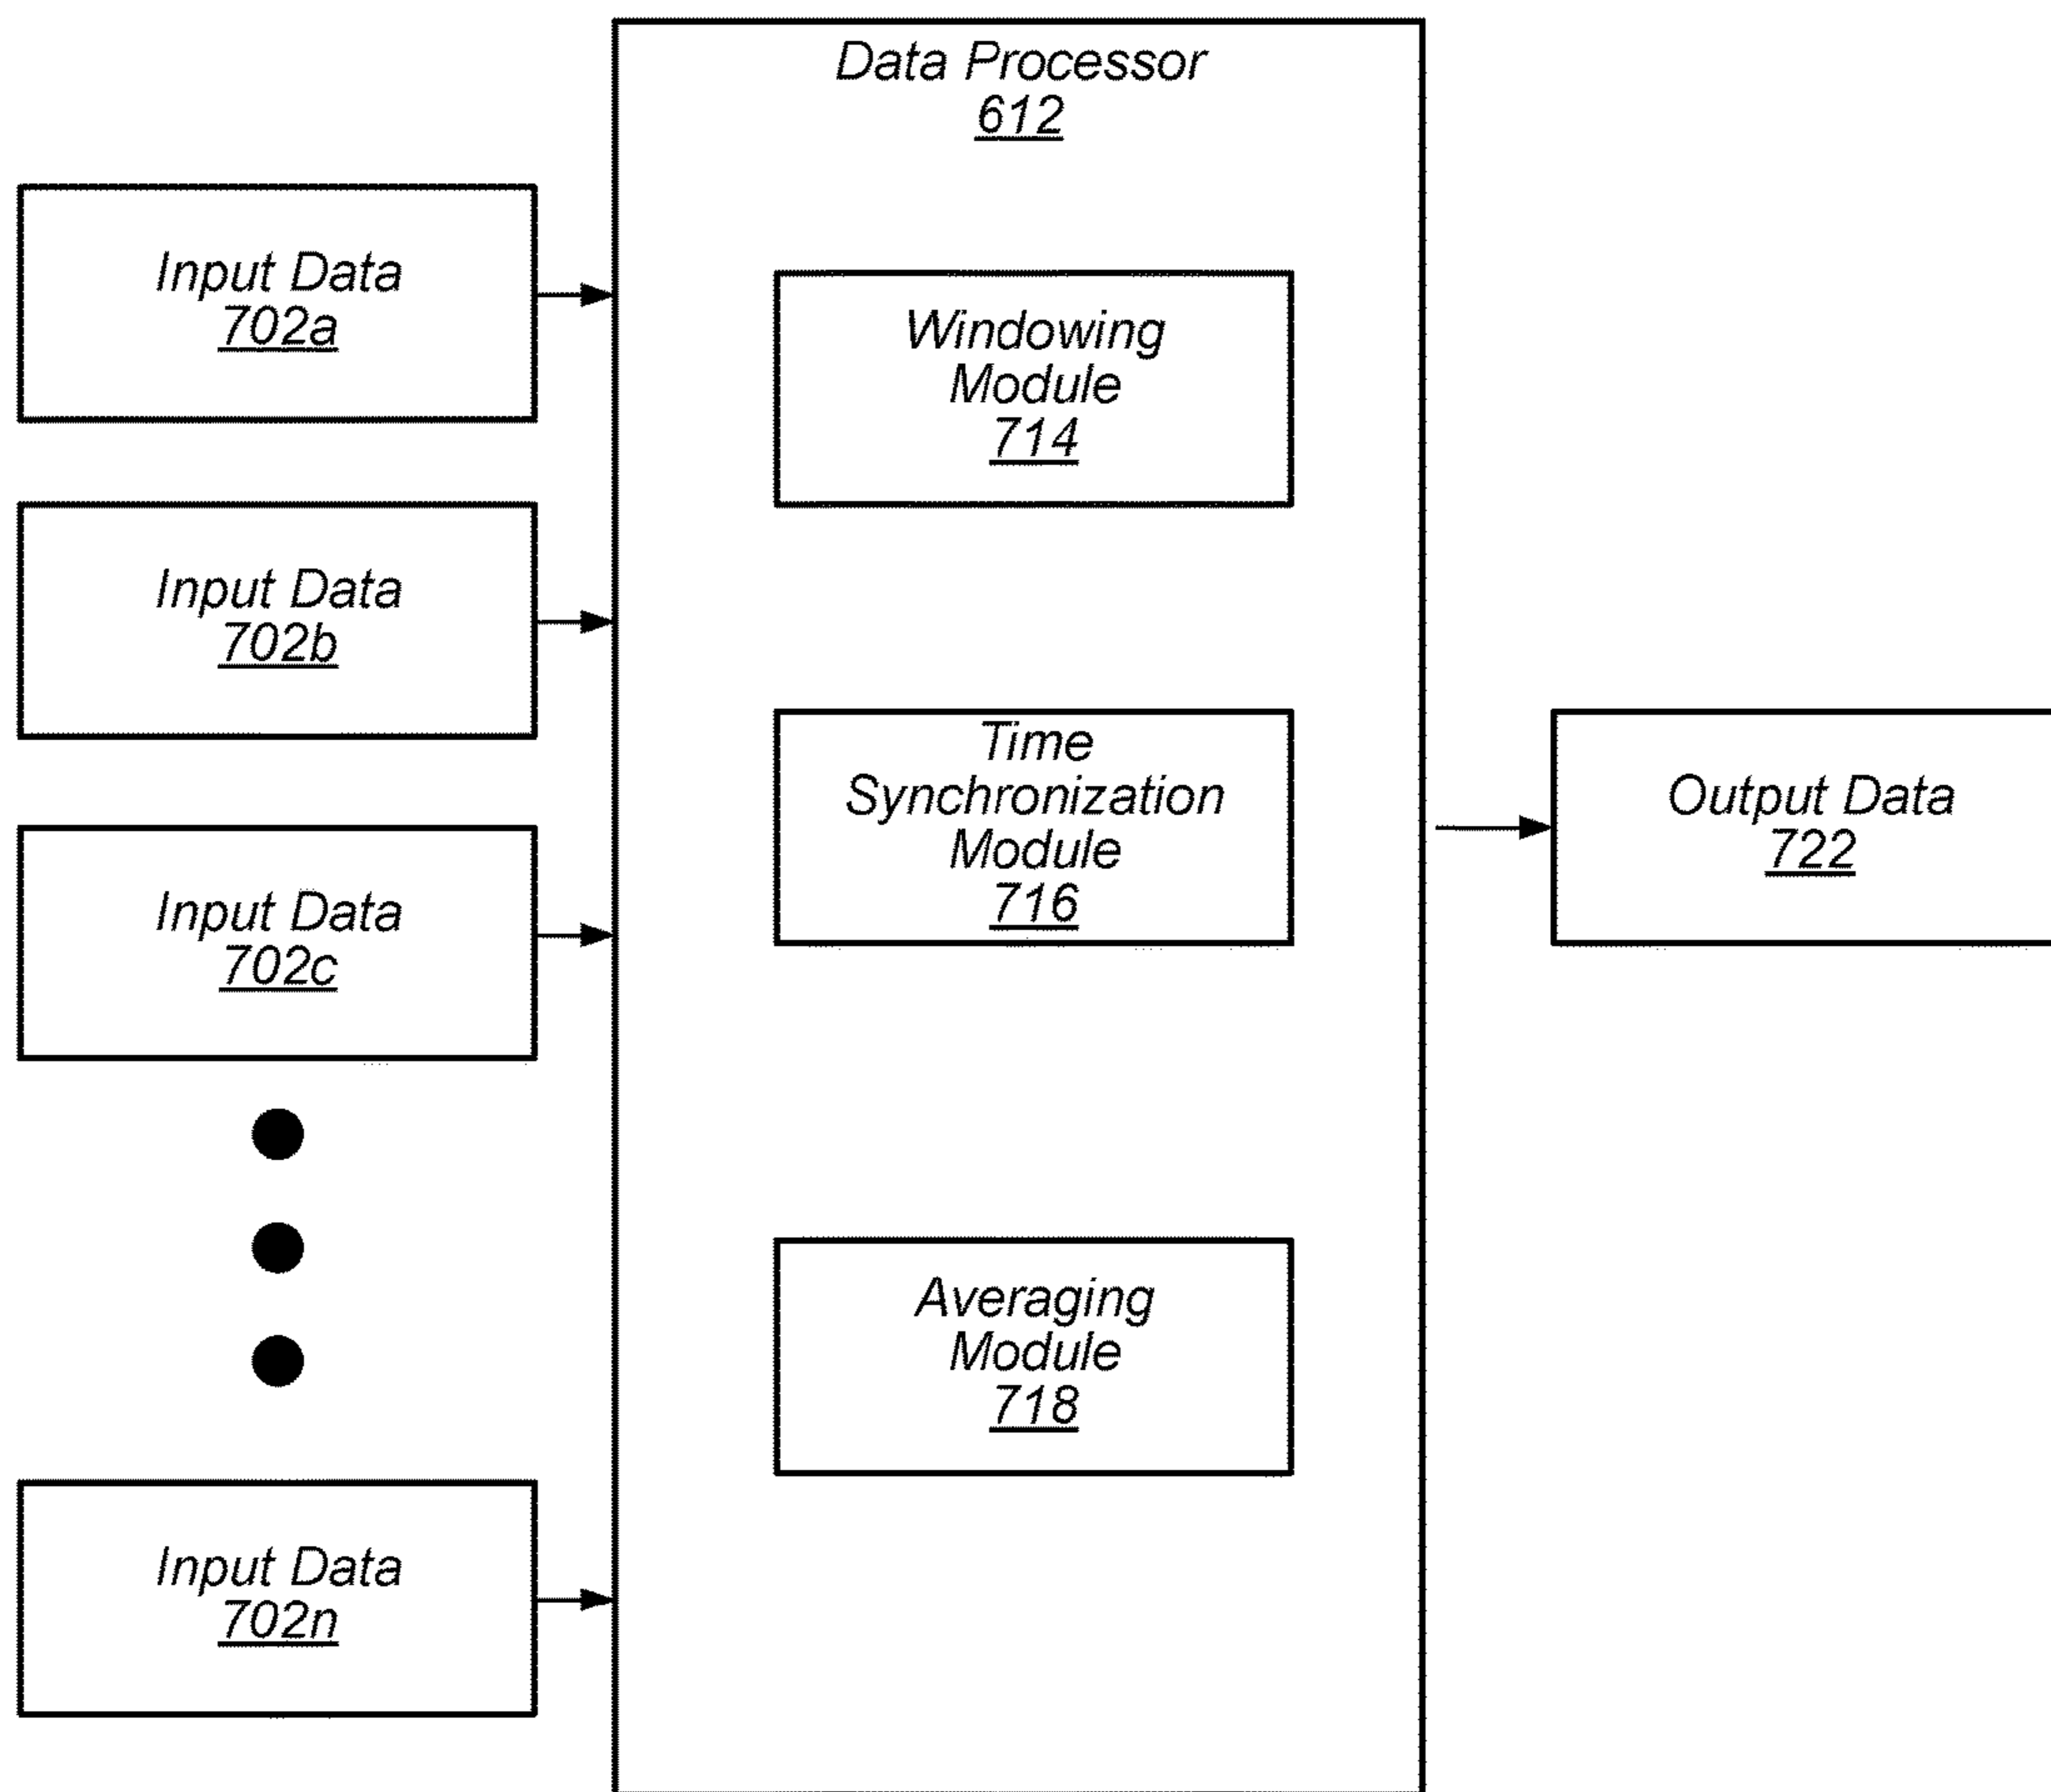 Data Processor
612
Input Data
702a
Input Data
702b
Input Data
702c
Input Data
702n
Windowing
Module
714
Time
Synchronization
Module
716
Averaging
Module
718
Output Data
722